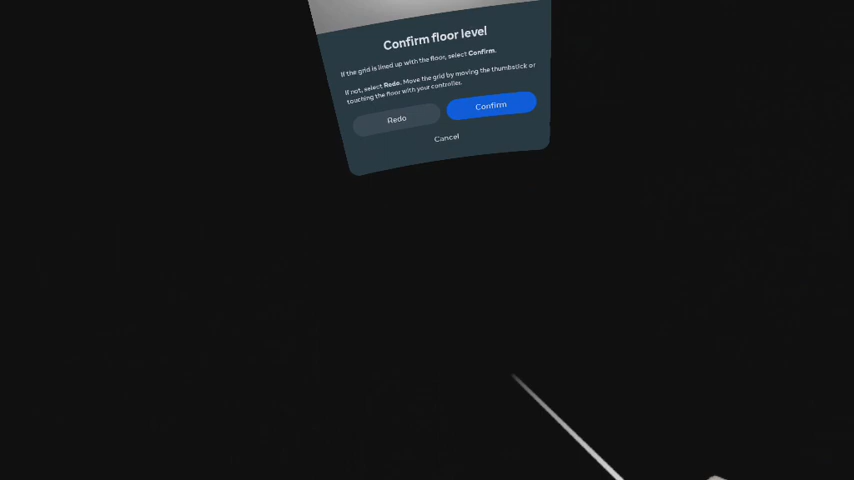 Confirm floor level
If the grid is lined up with the floor, select Confirm.
If not, select Redo. Move the grid by moving the thumbstick or
touching the floor with your controller.
Redo
Confirm
Cancel